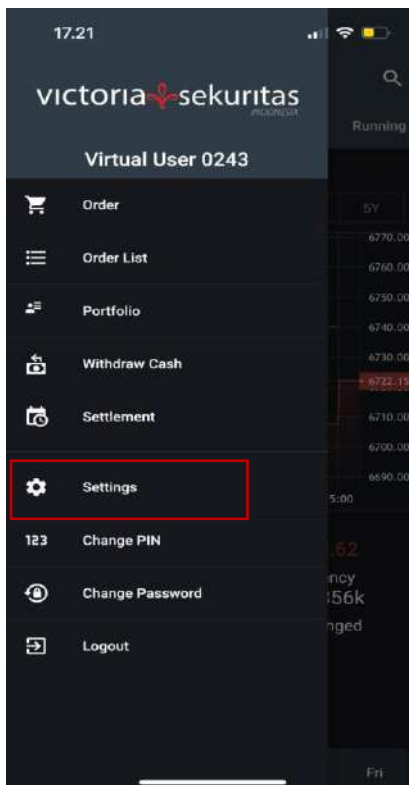 17.21
victoria sekuritas
INDONESIA
Running
Virtual User 0243
Order
5Y
Order List
6770.00
6760.00
Portfolio
6750.00
6740.00
Withdraw Cash
6730.00
6722.15
Settlement
6710.00
6700.00
Settings
6690.00
5:00
123 Change PIN
.62
ncy
Change Password
356k
nged
Logout
Fri